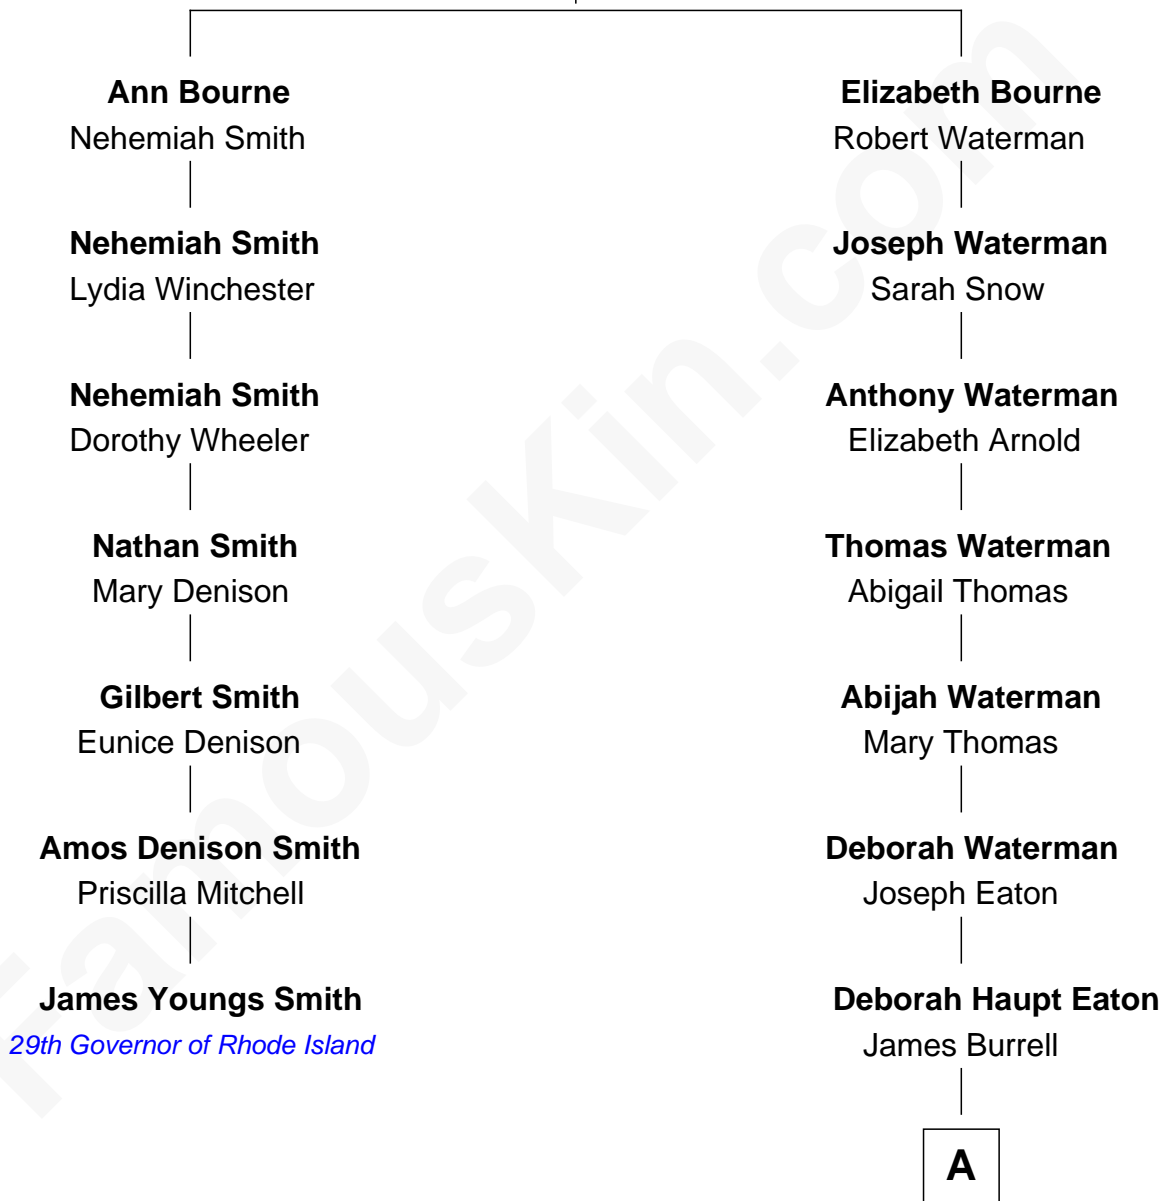 Ann Bourne
Nehemiah Smith
Nehemiah Smith
Lydia Winchester
Nehemiah Smith
Dorothy Wheeler
Nathan Smith
Mary Denison
Gilbert Smith
Eunice Denison
Amos Denison Smith
Priscilla Mitchell
James Youngs Smith
29th Governor of Rhode Island
Elizabeth Bourne
Robert Waterman
Joseph Waterman
Sarah Snow
Anthony Waterman
Elizabeth Arnold
Thomas Waterman
Abigail Thomas
Abijah Waterman
Mary Thomas
Deborah Waterman
Joseph Eaton
Deborah Haupt Eaton
James Burrell
A
FamousKin.com